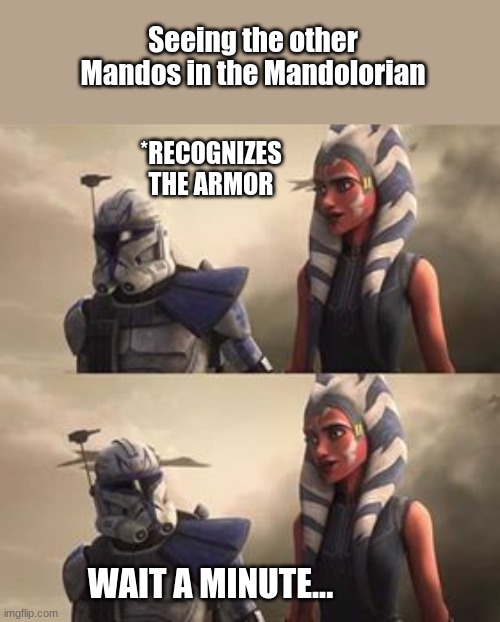 Seeing the other
Mandos in the Mandolorian
*RECOGNIZES
THE ARMOR
WAIT A MINUTE...
imgflip.com